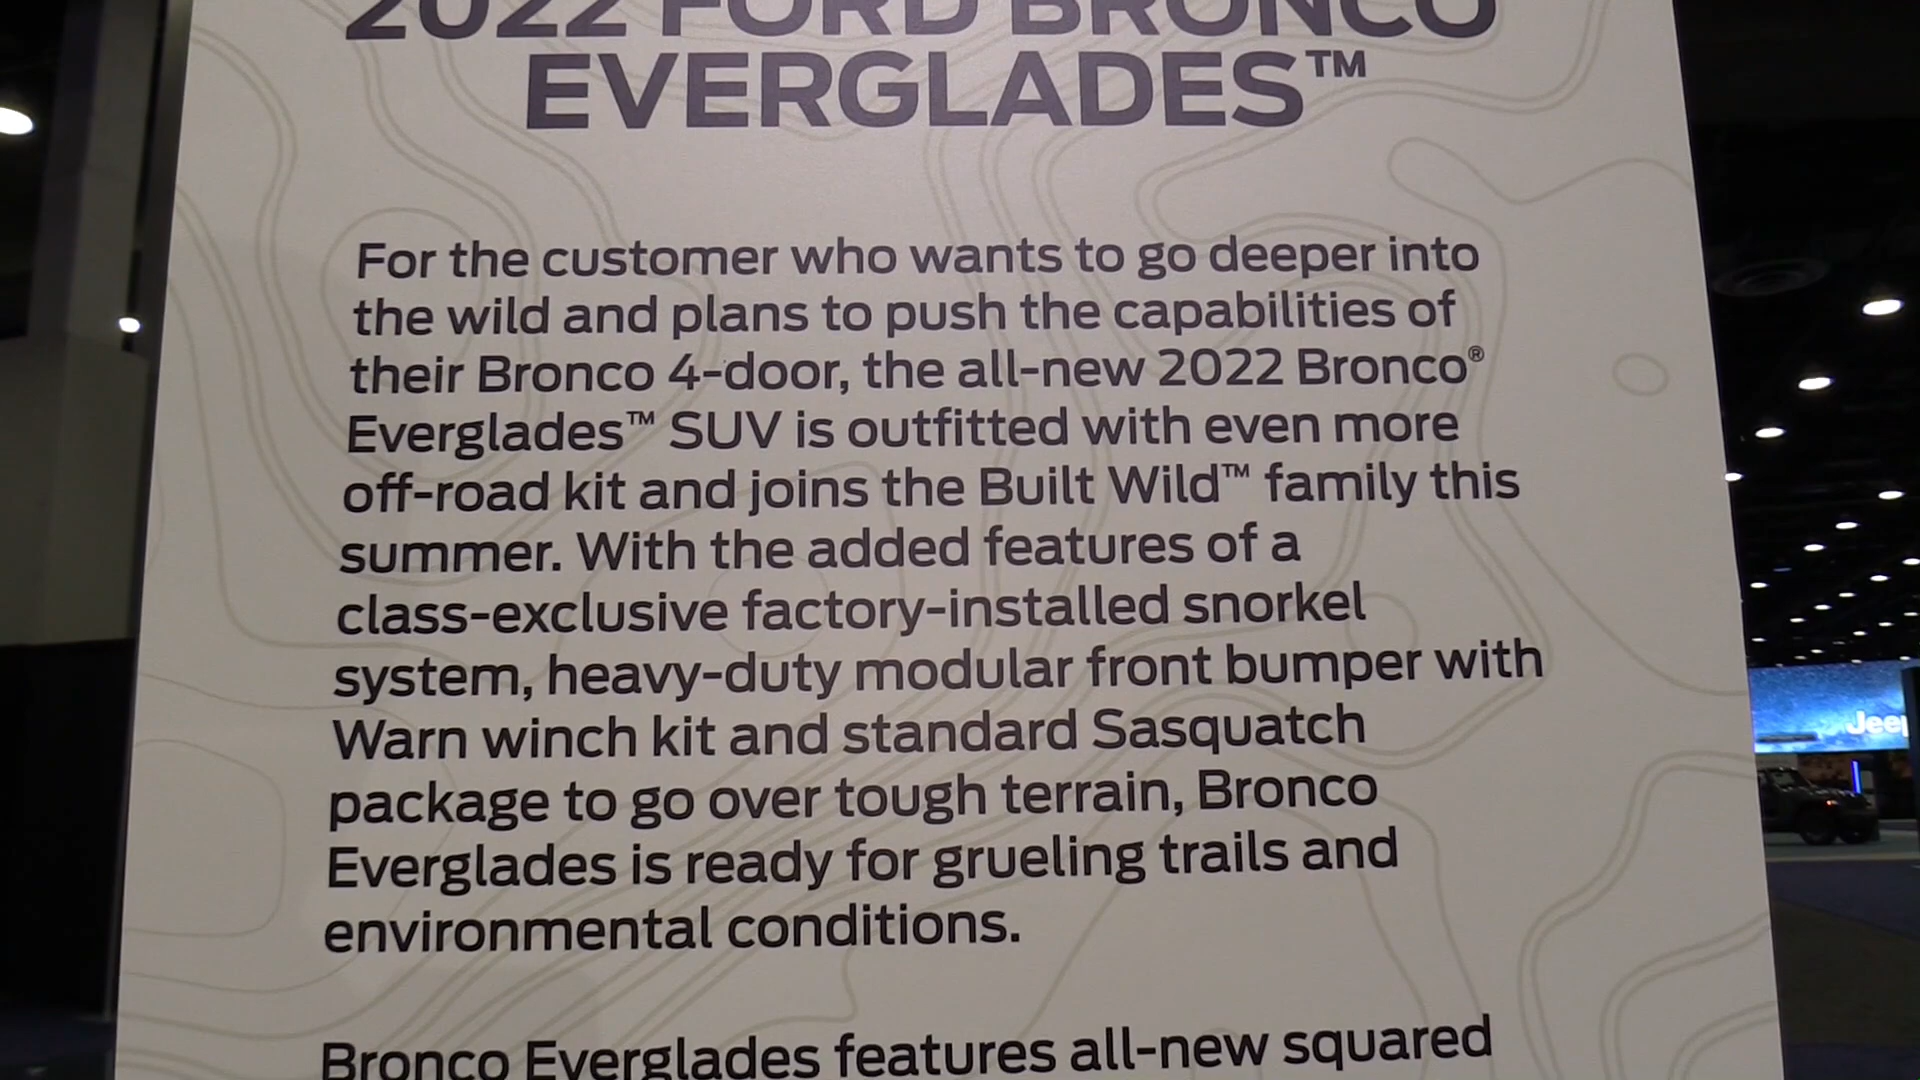 2022 FORD BRONCO
EVERGLADES™
For the customer who wants to go deeper into
the wild and plans to push the capabilities of
their Bronco 4-door, the all-new 2022 Bronco®
Everglades™ SUV is outfitted with even more
off-road kit and joins the Built Wild™ family this
summer. With the added features of a
class-exclusive factory-installed snorkel
system, heavy-duty modular front bumper with
Warn winch kit and standard Sasquatch
package to go over tough terrain, Bronco
Everglades is ready for grueling trails and
environmental conditions.
Bronco Everglades features all-new squared
Jeep